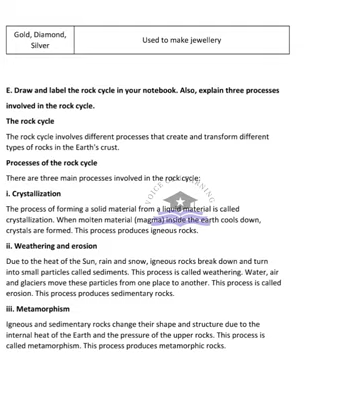 Gold, Diamond,
Silver
Used to make jewellery
E. Draw and label the rock cycle in your notebook. Also, explain three processes
involved in the rock cycle.
The rock cycle
The rock cycle involves different processes that create and transform different
types of rocks in the Earth's crust.
Processes of the rock cycle
There are three main processes involved in the rock cycle:
i. Crystallization
The process of forming a solid material from a liquid material is called
crystallization. When molten material (magma) inside the earth cools down,
crystals are formed. This process produces igneous rocks.
ii. Weathering and erosion
Due to the heat of the Sun, rain and snow, igneous rocks break down and turn
into small particles called sediments. This process is called weathering. Water, air
and glaciers move these particles from one place to another. This process is called
erosion. This process produces sedimentary rocks.
iii. Metamorphism
Igneous and sedimentary rocks change their shape and structure due to the
internal heat of the Earth and the pressure of the upper rocks. This process is
called metamorphism. This process produces metamorphic rocks.